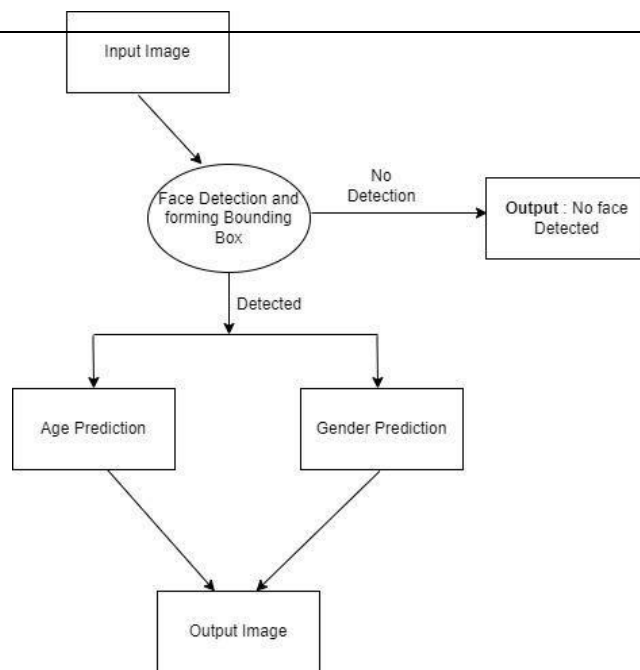 Input Image
Face Detection and
forming Bounding
Box
No
Detection
Output : No face
Detected
Detected
Age Prediction
Gender Prediction
Output Image